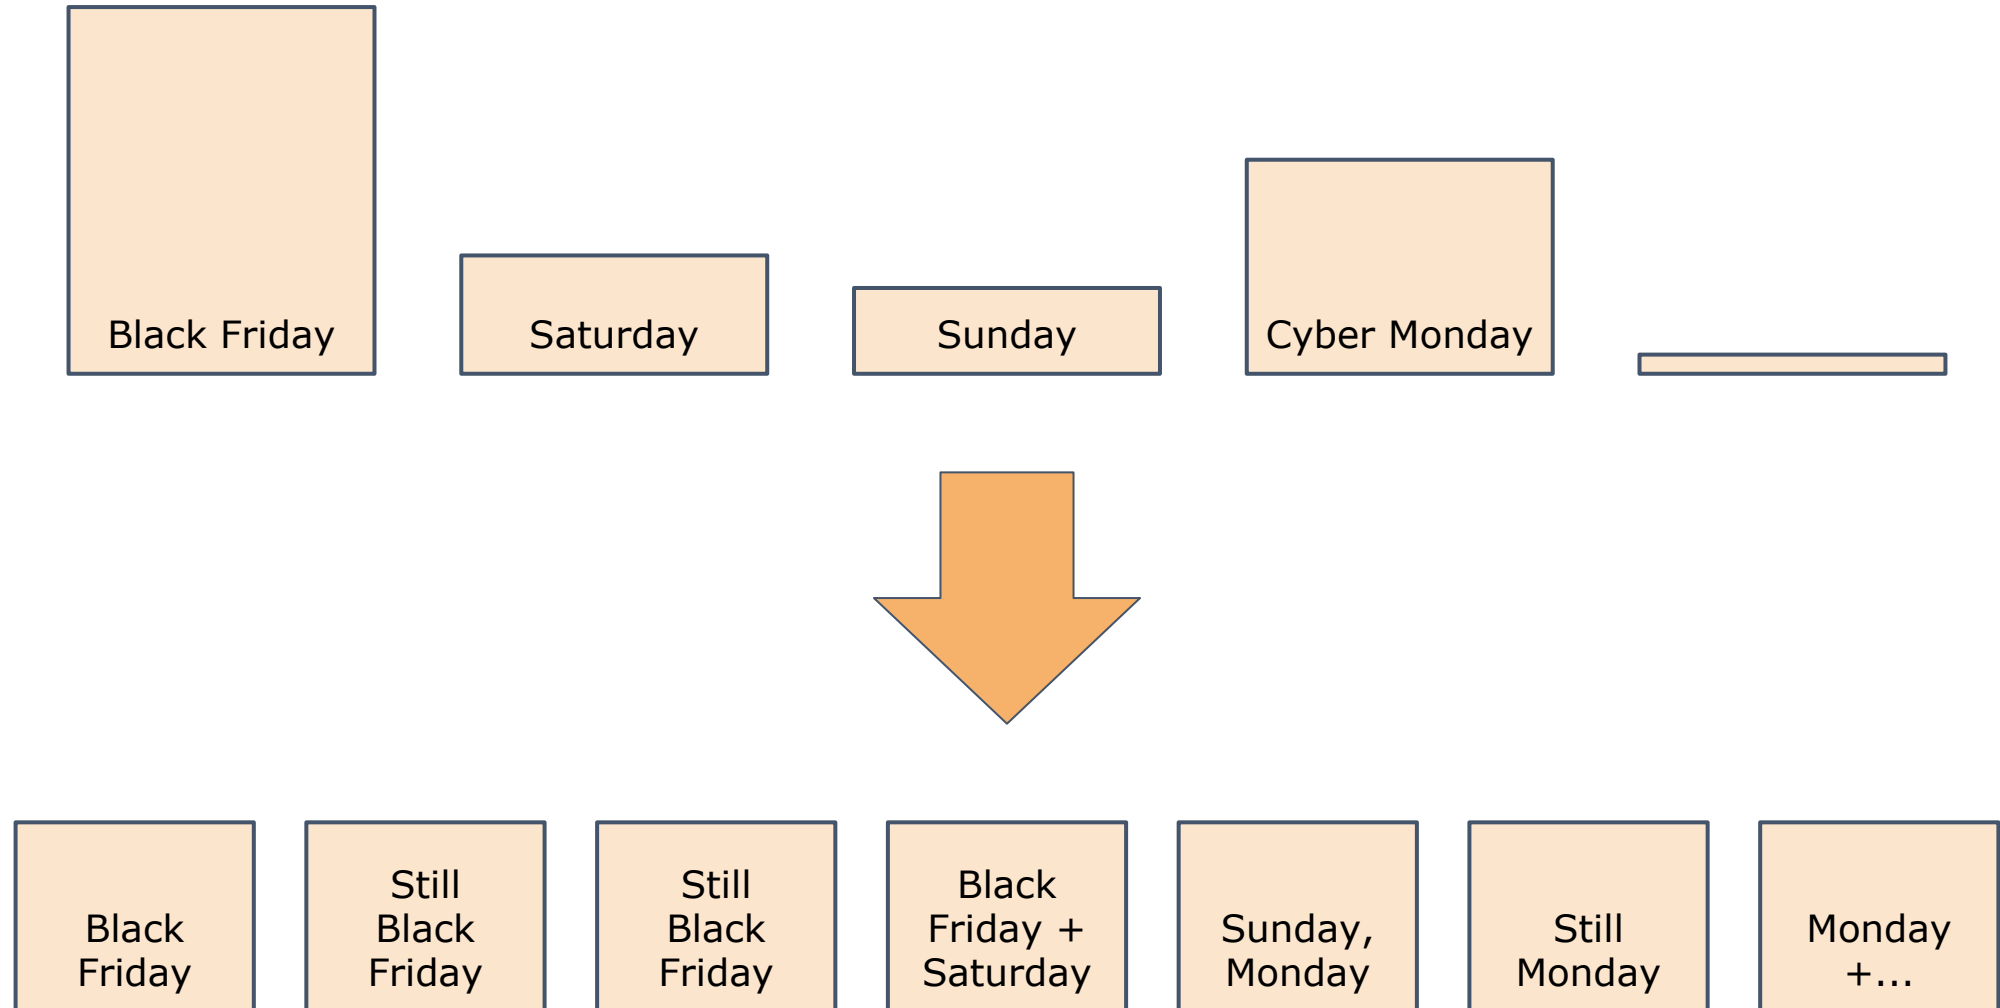 Black Friday
Saturday
Sunday
Cyber Monday
Black
Friday
Still
Black
Friday
Still
Black
Friday
Black
Friday +
Saturday
Sunday,
Monday
Still
Monday
Monday
+...